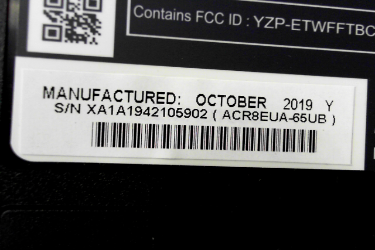 Contains FCC ID : YZP-ETWFFTBC
MANUFACTURED: OCTOBER 2019 Y
S/N XA1A1942105902 ( ACR8EUA-65UB )